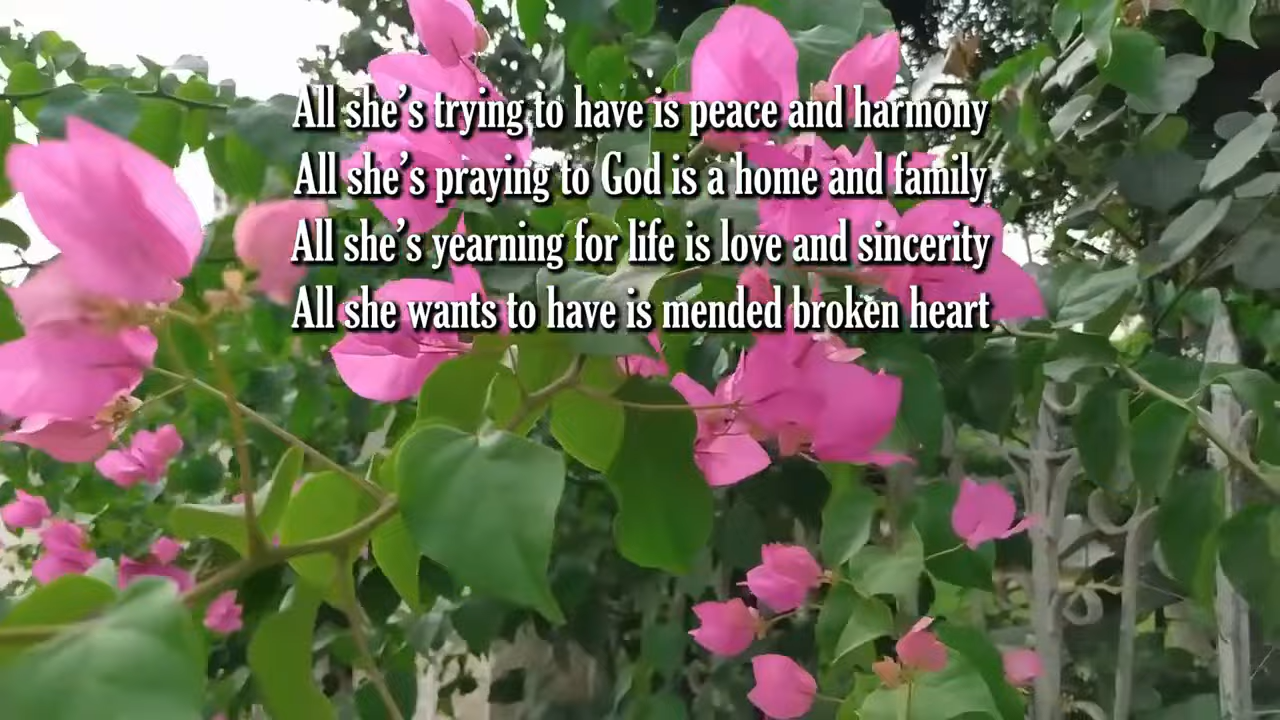 All she's trying to have is peace and harmony
All she's praying to God is a home and family
All she's yearning for life is love and sincerity
All she wants to have is mended broken heart